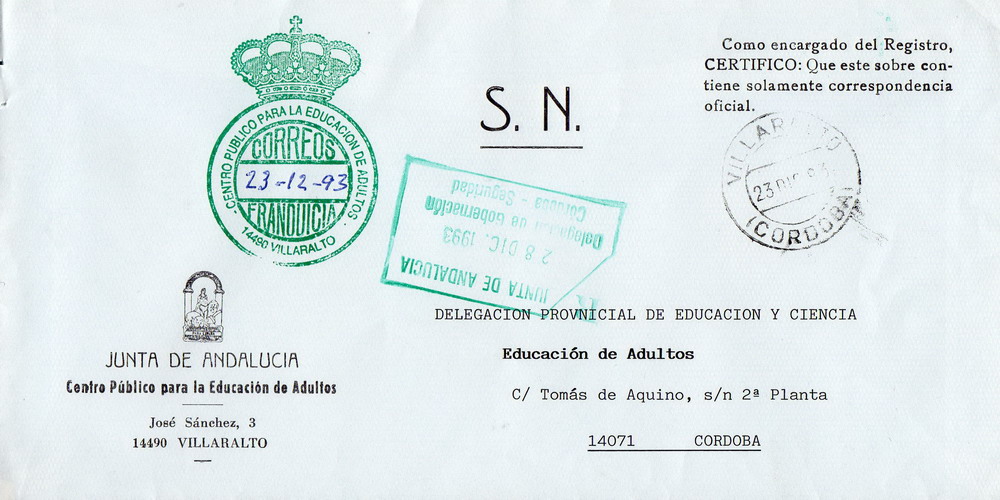 CENTRO PUBLICO PARA LA EDUCACION DE ADULTOS
CORREOS
23-12-93
FRANQUICIA
14490 VILLARALTO
S. N.
Como encargado del Registro,
CERTIFICO: Que este sobre con-
tiene solamente correspondencia
oficial.
VILLARALTO
23 DIC 93
(CORDOBA)
JUNTA DE ANDALUCIA
28 DIC. 1993
Delegación de Gobernación
Córdoba - Seguridad
DELEGACION PROVNICIAL DE EDUCACION Y CIENCIA
Educación de Adultos
C/ Tomás de Aquino, s/n 2ª Planta
14071 CORDOBA
JUNTA DE ANDALUCIA
Centro Público para la Educación de Adultos
José Sánchez, 3
14490 VILLARALTO